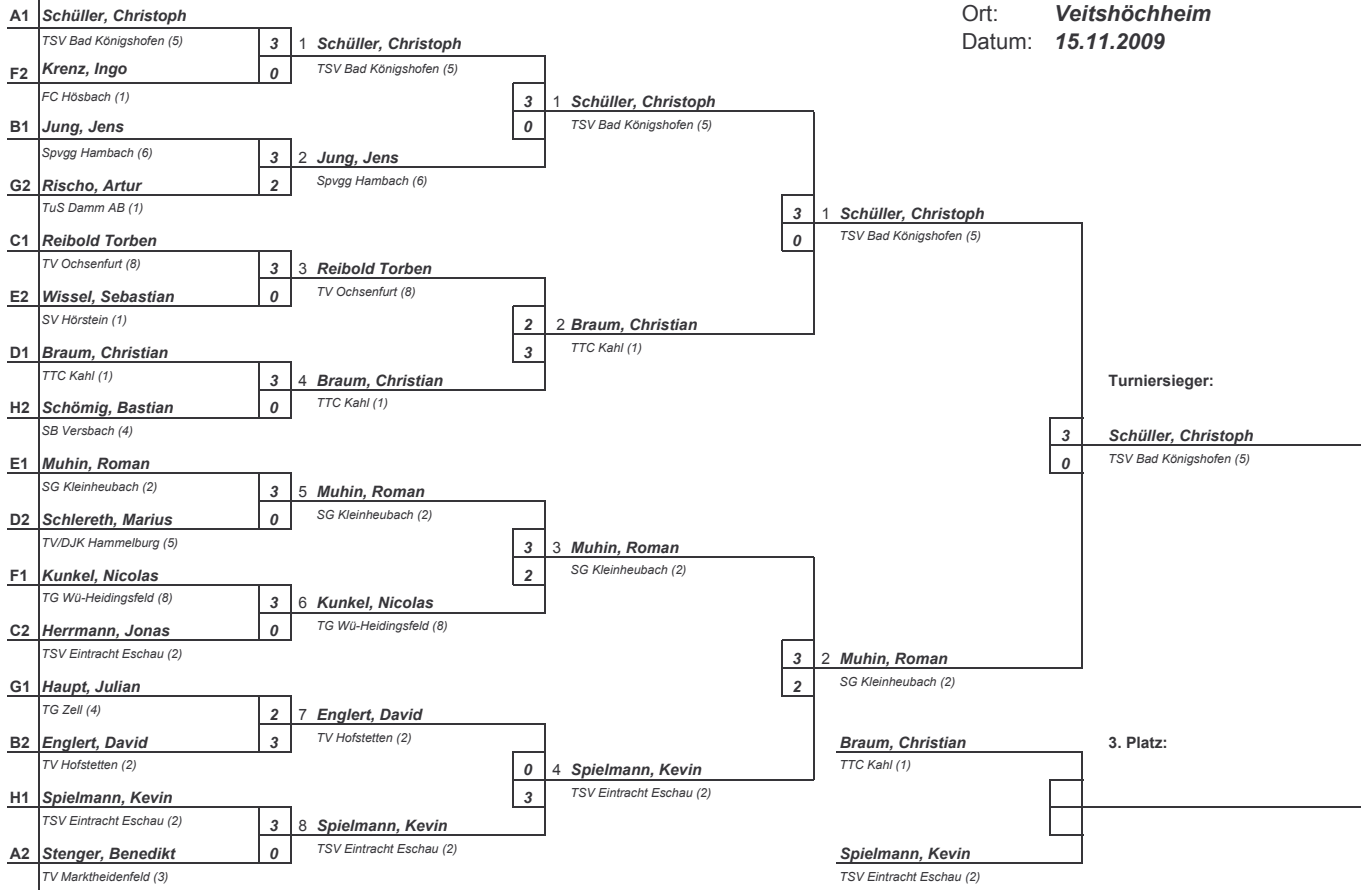 Ort: Veitshöchheim
Datum: 15.11.2009
A1 Schüller, Christoph
TSV Bad Königshofen (5) 3
F2 Krenz, Ingo 0
FC Hösbach (1)
B1 Jung, Jens
Spvgg Hambach (6) 3
G2 Rischo, Artur 2
TuS Damm AB (1)
C1 Reibold Torben
TV Ochsenfurt (8) 3
E2 Wissel, Sebastian 0
SV Hörstein (1)
D1 Braum, Christian
TTC Kahl (1) 3
H2 Schömig, Bastian 0
SB Versbach (4)
E1 Muhin, Roman
SG Kleinheubach (2) 3
D2 Schlereth, Marius 0
TV/DJK Hammelburg (5)
F1 Kunkel, Nicolas
TG Wü-Heidingsfeld (8) 3
C2 Herrmann, Jonas 0
TSV Eintracht Eschau (2)
G1 Haupt, Julian
TG Zell (4) 2
B2 Englert, David 3
TV Hofstetten (2)
H1 Spielmann, Kevin
TSV Eintracht Eschau (2) 3
A2 Stenger, Benedikt 0
TV Marktheidenfeld (3)
1 Schüller, Christoph
TSV Bad Königshofen (5)
3
0
2 Jung, Jens
Spvgg Hambach (6)
3 Reibold Torben
TV Ochsenfurt (8)
2
3
4 Braum, Christian
TTC Kahl (1)
5 Muhin, Roman
SG Kleinheubach (2)
3
2
6 Kunkel, Nicolas
TG Wü-Heidingsfeld (8)
7 Englert, David
TV Hofstetten (2)
0
3
8 Spielmann, Kevin
TSV Eintracht Eschau (2)
1 Schüller, Christoph
TSV Bad Königshofen (5)
3
0
2 Braum, Christian
TTC Kahl (1)
3 Muhin, Roman
SG Kleinheubach (2)
3
2
4 Spielmann, Kevin
TSV Eintracht Eschau (2)
1 Schüller, Christoph
TSV Bad Königshofen (5)
3
0
2 Muhin, Roman
SG Kleinheubach (2)
Turniersieger:
Schüller, Christoph
TSV Bad Königshofen (5)
Braum, Christian
TTC Kahl (1)
3. Platz:
Spielmann, Kevin
TSV Eintracht Eschau (2)